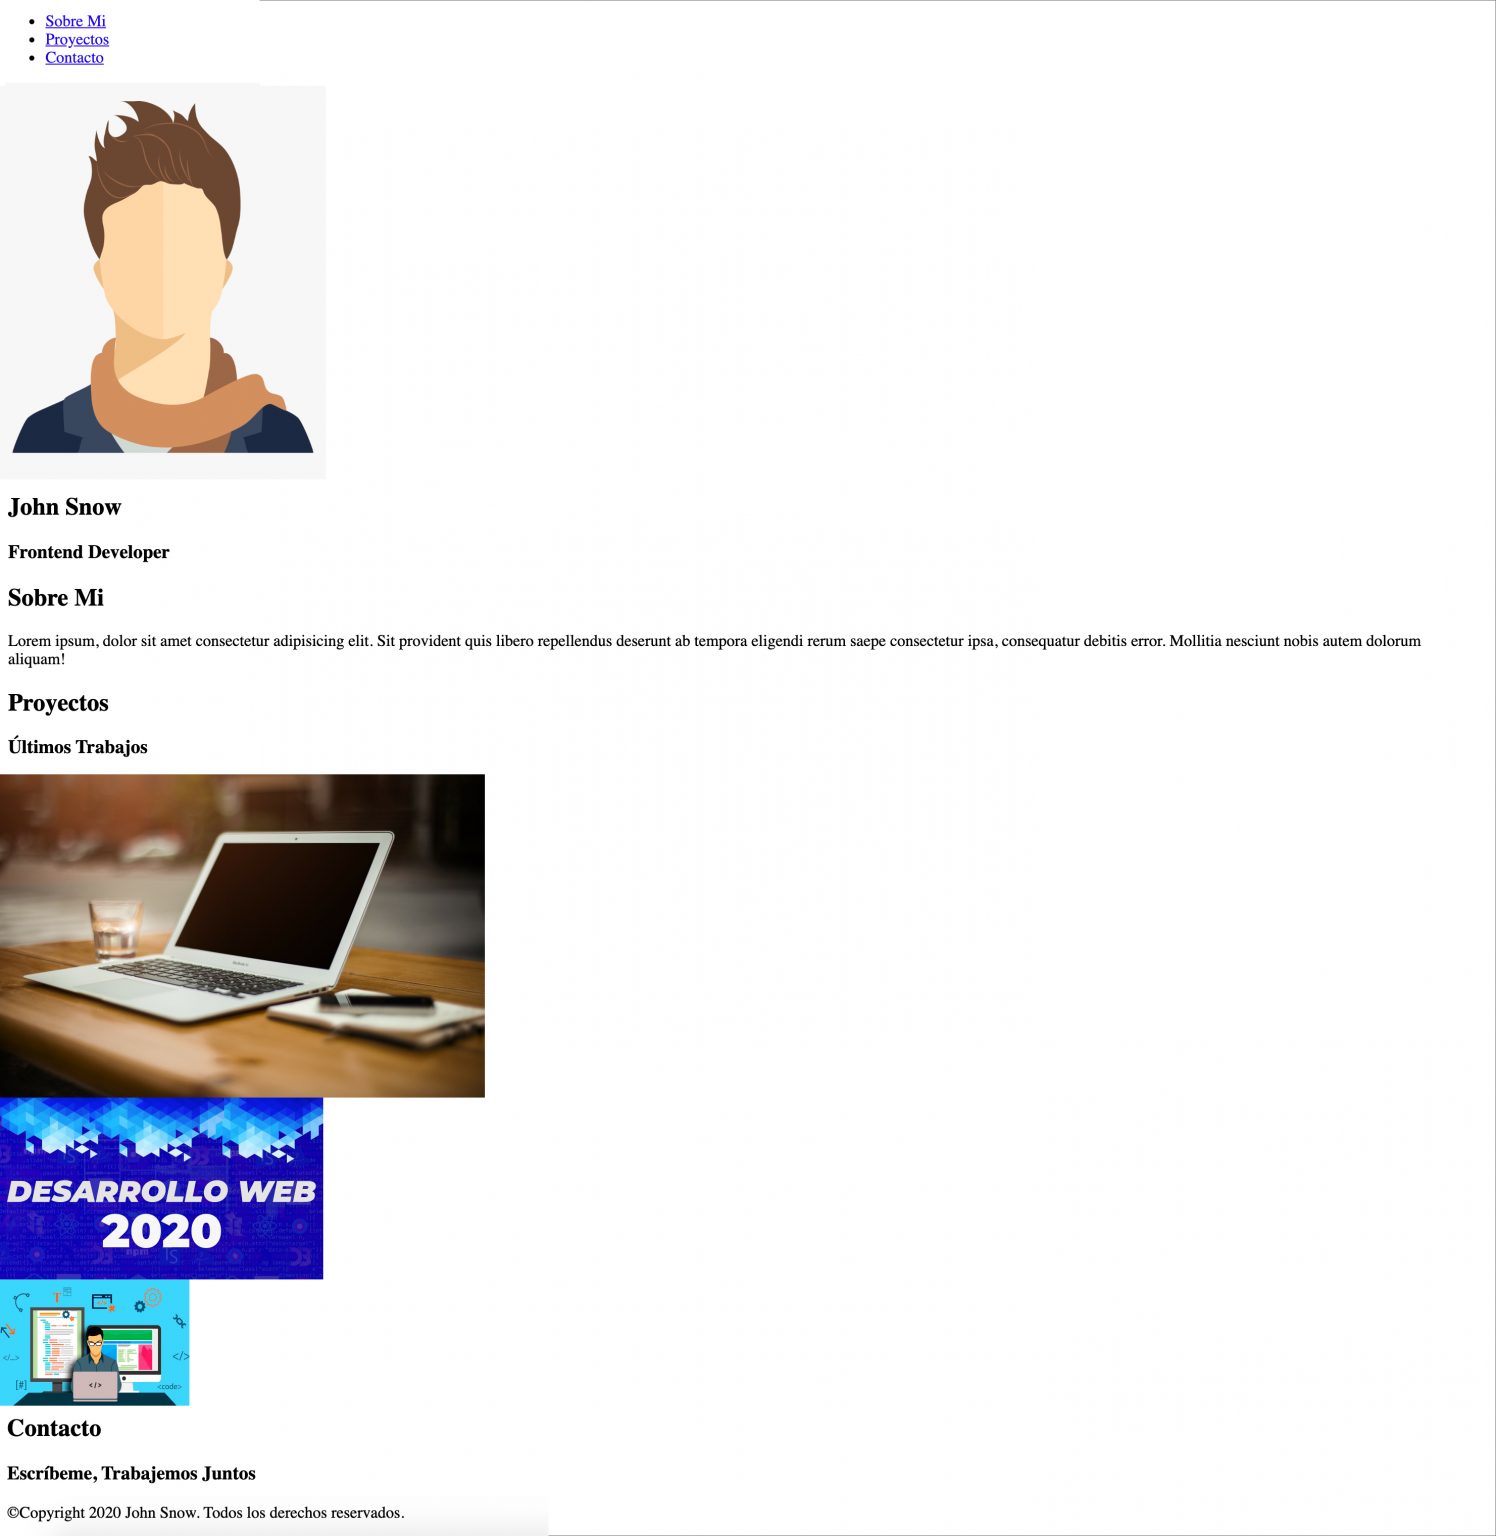 Sobre Mi
Proyectos
Contacto
John Snow
Frontend Developer
Sobre Mi
Lorem ipsum, dolor sit amet consectetur adipisicing elit. Sit provident quis libero repellendus deserunt ab tempora eligendi rerum saepe consectetur ipsa, consequatur debitis error. Mollitia nesciunt nobis autem dolorum
aliquam!
Proyectos
Últimos Trabajos
DESARROLLO WEB
2020
npm
JS
T
</...>
</>
[#]
</>
<code>
Contacto
Escríbeme, Trabajemos Juntos
©Copyright 2020 John Snow. Todos los derechos reservados.